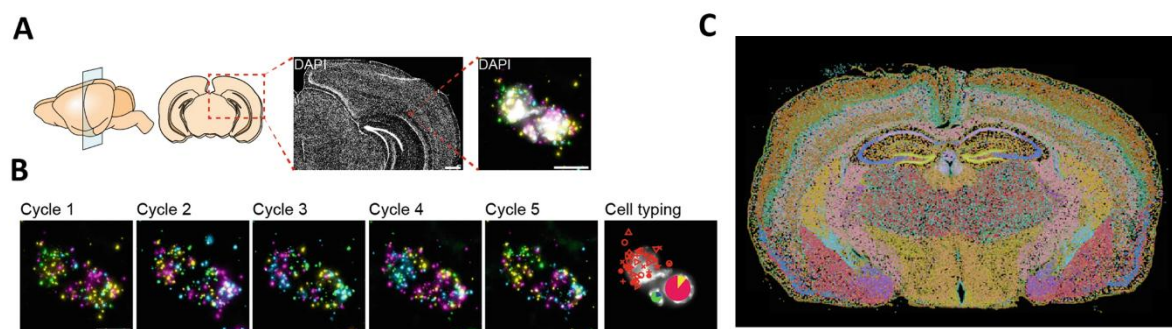 A
DAPI
DAPI
B
Cycle 1
Cycle 2
Cycle 3
Cycle 4
Cycle 5
Cell typing
C